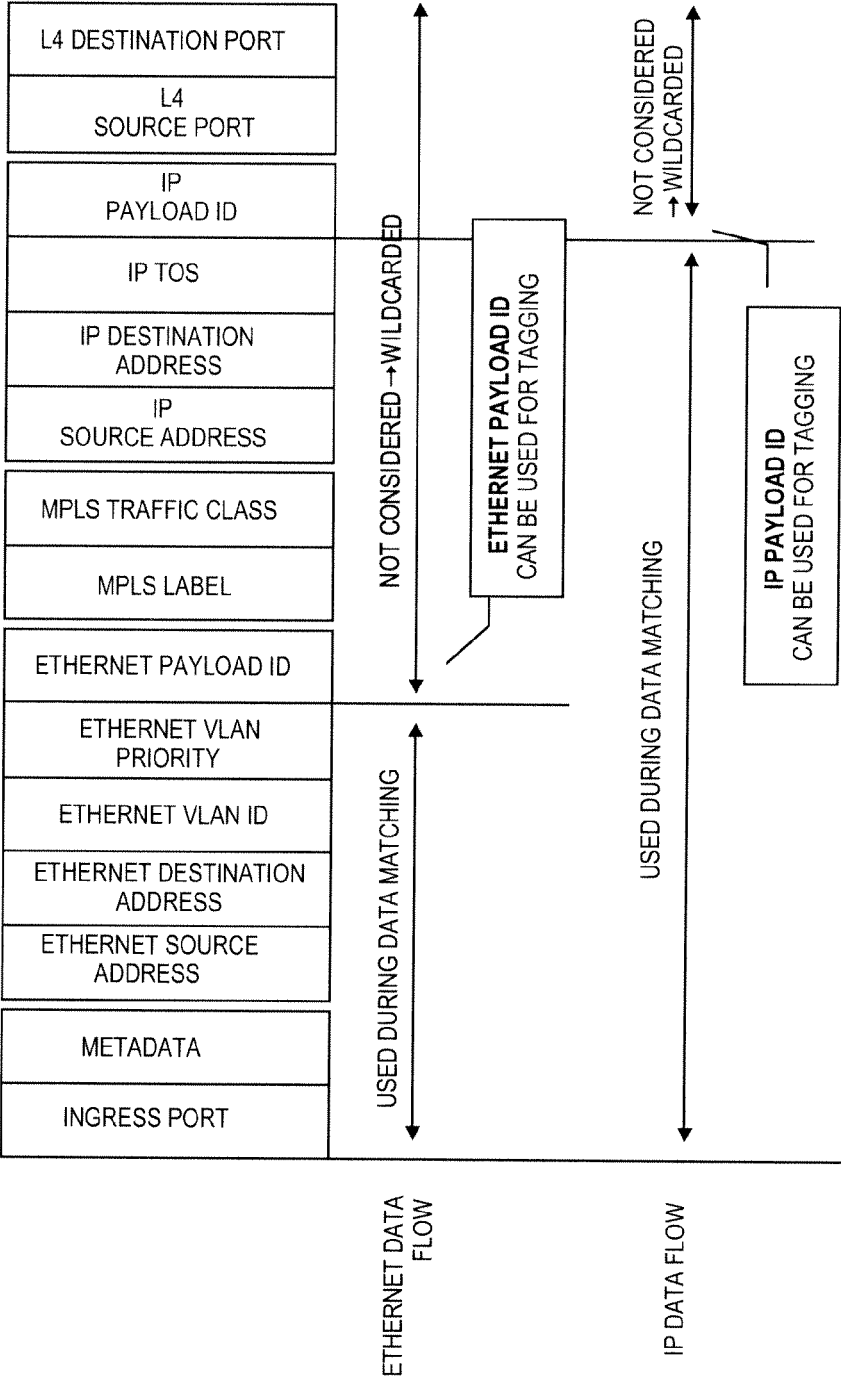 L4 DESTINATION PORT
L4
SOURCE PORT
IP
PAYLOAD ID
IP TOS
IP DESTINATION
ADDRESS
IP
SOURCE ADDRESS
MPLS TRAFFIC CLASS
MPLS LABEL
ETHERNET PAYLOAD ID
ETHERNET VLAN
PRIORITY
ETHERNET VLAN ID
ETHERNET DESTINATION
ADDRESS
ETHERNET SOURCE
ADDRESS
METADATA
INGRESS PORT
NOT CONSIDERED → WILDCARDED
USED DURING DATA MATCHING
ETHERNET DATA
FLOW
ETHERNET PAYLOAD ID
CAN BE USED FOR TAGGING
NOT CONSIDERED
→ WILDCARDED
USED DURING DATA MATCHING
IP DATA FLOW
IP PAYLOAD ID
CAN BE USED FOR TAGGING